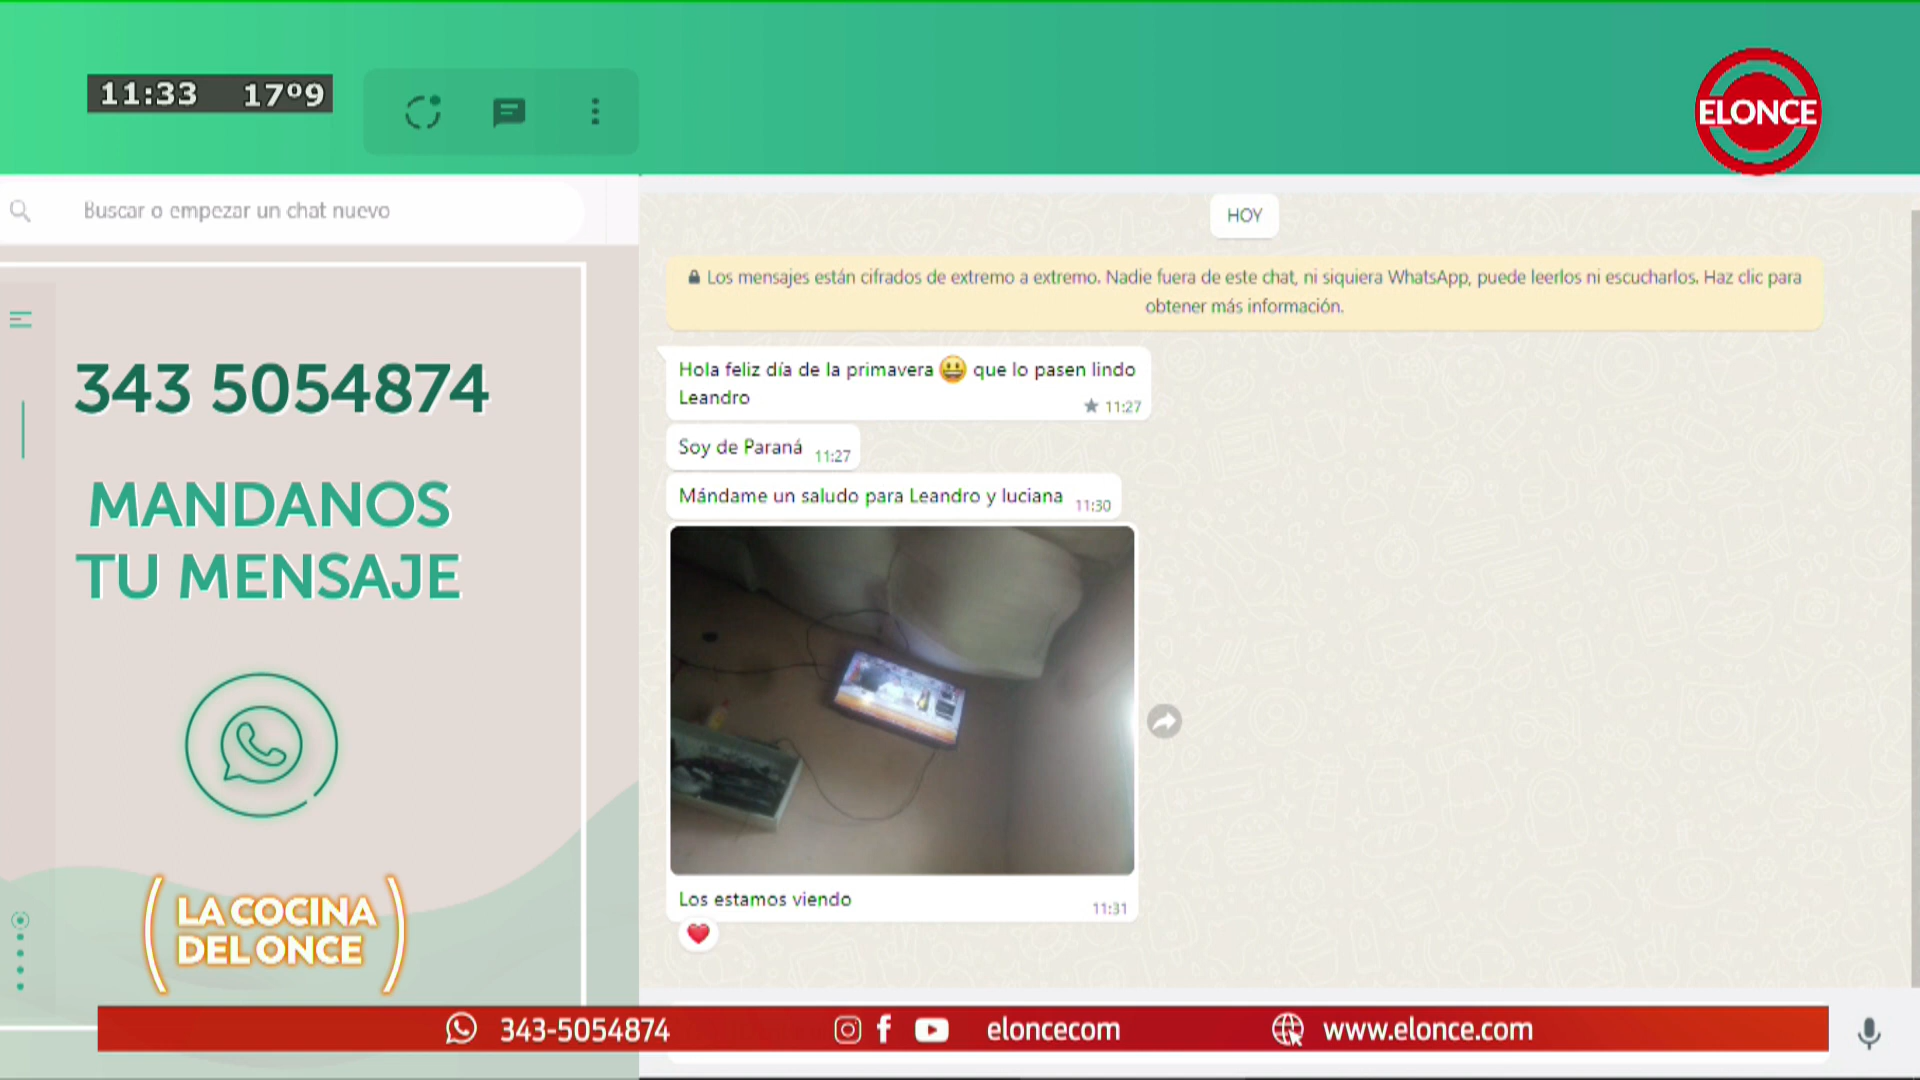 11:33 17º9
ELONCE
Buscar o empezar un chat nuevo
HOY
Los mensajes están cifrados de extremo a extremo. Nadie fuera de este chat, ni siquiera WhatsApp, puede leerlos ni escucharlos. Haz clic para
obtener más información.
343 5054874
MANDANOS
TU MENSAJE
Hola feliz día de la primavera 😃 que lo pasen lindo
Leandro
11:27
Soy de Paraná 11:27
Mándame un saludo para Leandro y luciana 11:30
Los estamos viendo
11:31
LA COCINA
DEL ONCE
343-5054874 eloncecom www.elonce.com